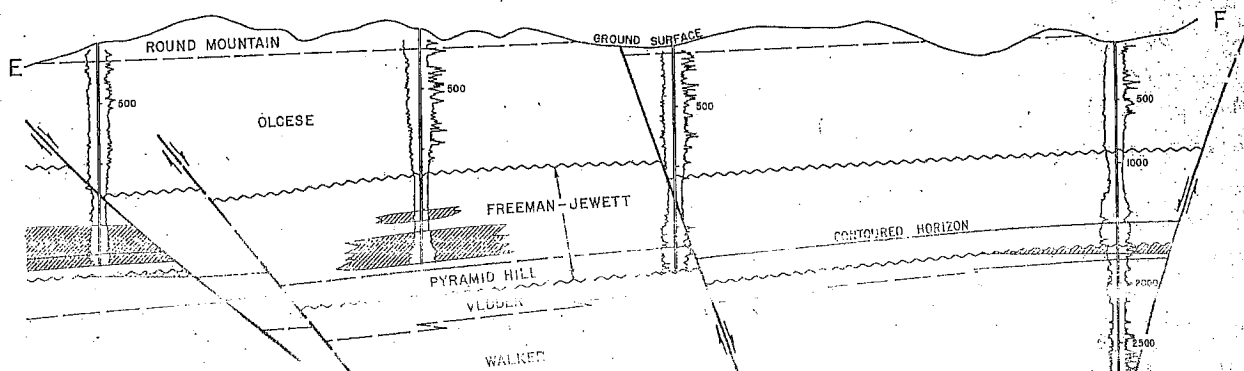 E
F
ROUND MOUNTAIN
GROUND SURFACE
500
500
500
500
OLCESE
1000
FREEMAN-JEWETT
CONTOURED HORIZON
PYRAMID HILL
2000
VEDDER
2500
WALKER